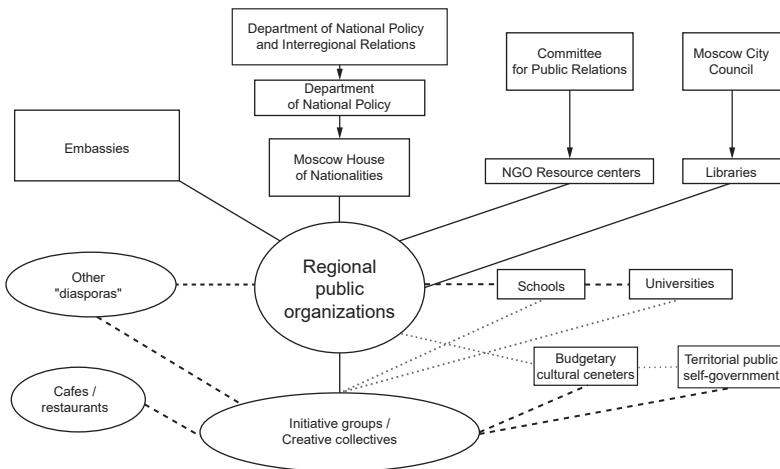 Department of National Policy
and Interregional Relations
Committee
for Public Relations
Moscow City
Council
Department
of National Policy
Embassies
Moscow House
of Nationalities
NGO Resource centers
Libraries
Regional
public
organizations
Other
"diasporas"
Schools
Universities
Budgetary
cultural ceneters
Territorial public
self-government
Cafes /
restaurants
Initiative groups /
Creative collectives